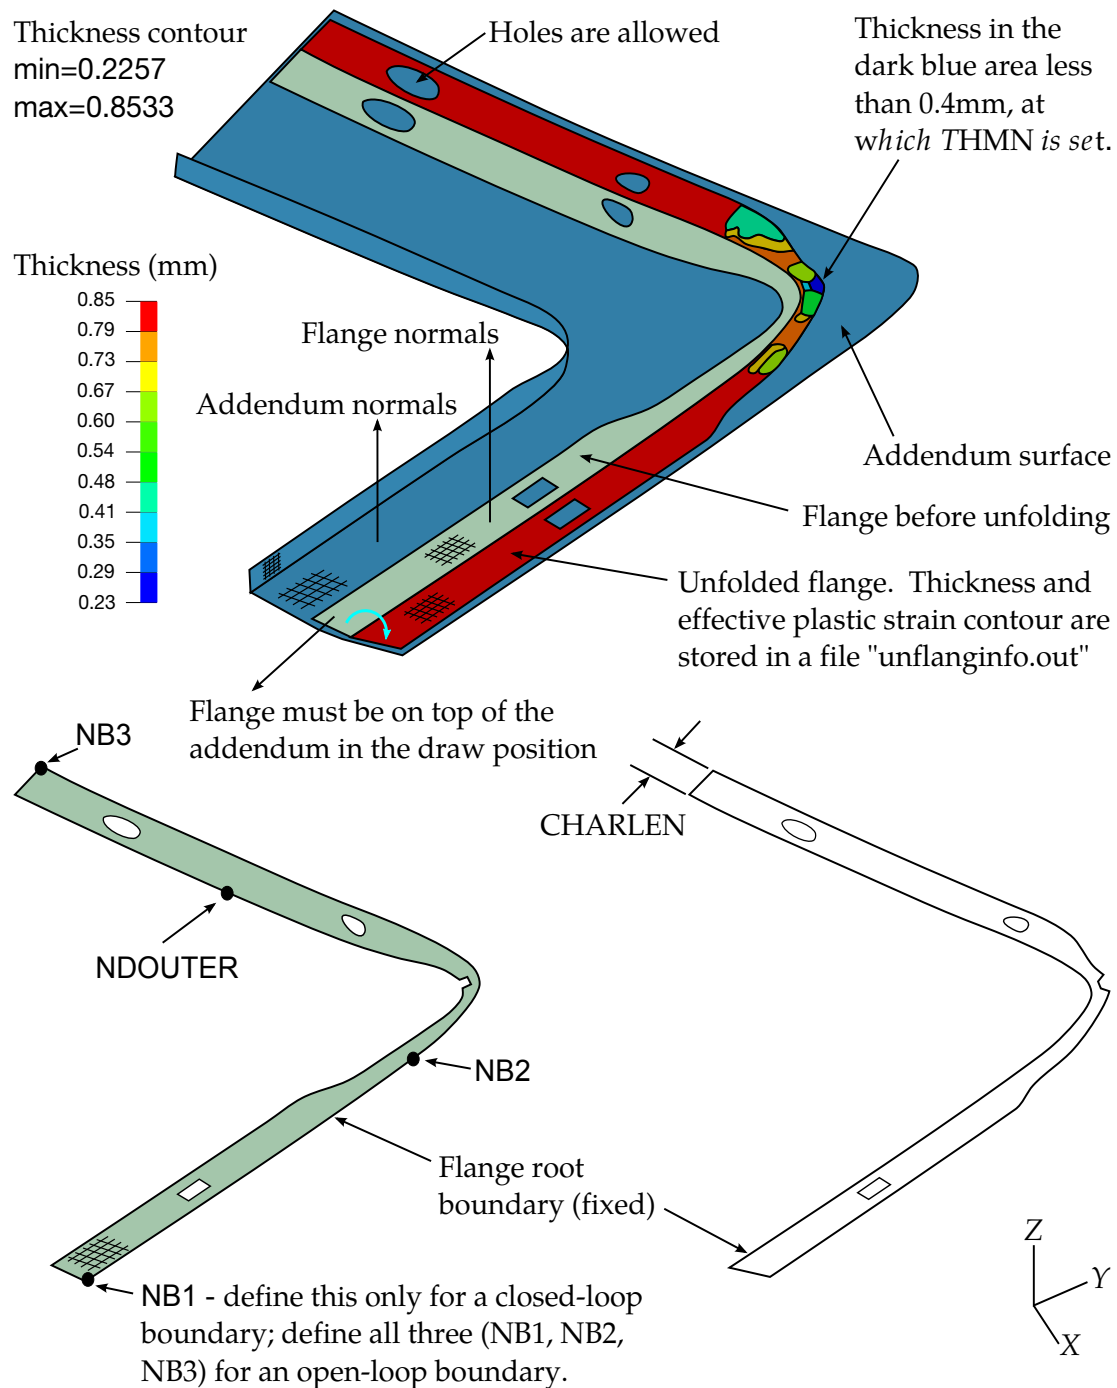 Thickness contour
min=0.2257
max=0.8533
Holes are allowed
Thickness in the
dark blue area less
than 0.4mm, at
which THMN is set.
Thickness (mm)
0.85
0.79
0.73
0.67
0.60
0.54
0.48
0.41
0.35
0.29
0.23
Flange normals
Addendum normals
Addendum surface
Flange before unfolding
Unfolded flange. Thickness and
effective plastic strain contour are
stored in a file "unflanginfo.out"
Flange must be on top of the
addendum in the draw position
NB3
CHARLEN
NDOUTER
NB2
Flange root
boundary (fixed)
NB1 - define this only for a closed-loop
boundary; define all three (NB1, NB2,
NB3) for an open-loop boundary.
Z
Y
X